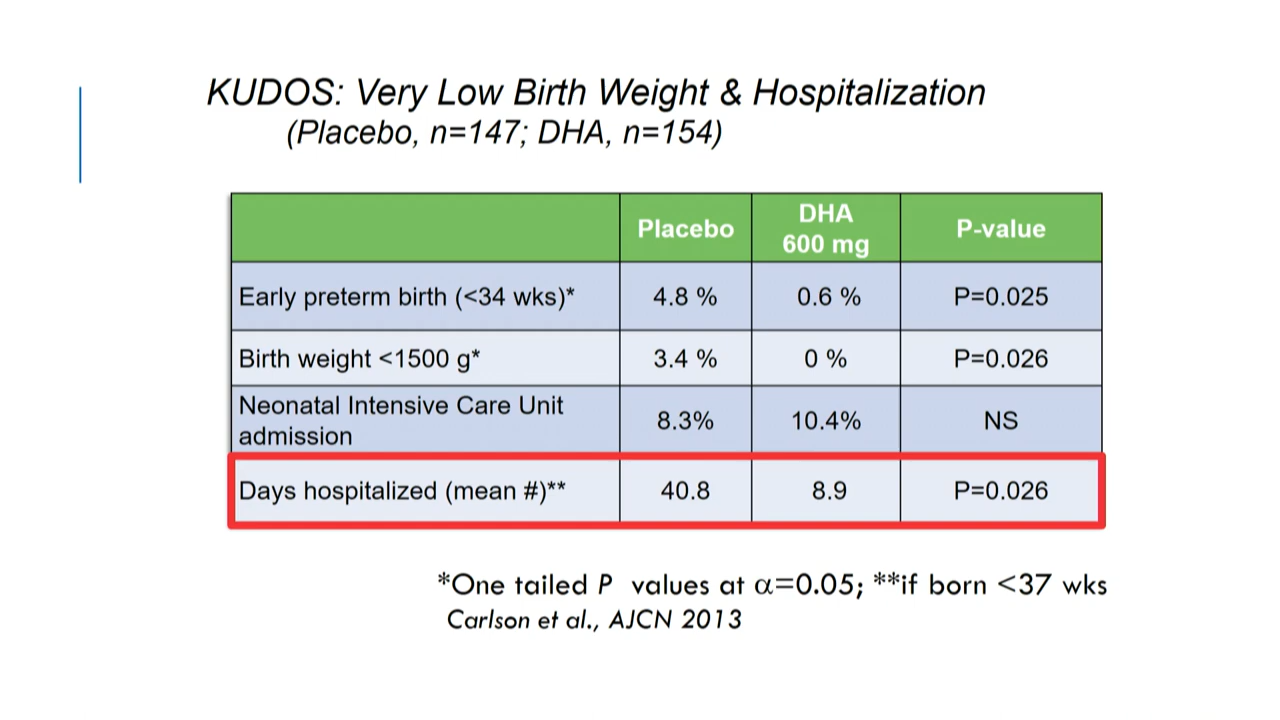 KUDOS: Very Low Birth Weight & Hospitalization
(Placebo, n=147; DHA, n=154)
Placebo DHA 600 mg P-value
Early preterm birth (<34 wks)* 4.8 % 0.6 % P=0.025
Birth weight <1500 g* 3.4 % 0 % P=0.026
Neonatal Intensive Care Unit admission 8.3% 10.4% NS
Days hospitalized (mean #)** 40.8 8.9 P=0.026
*One tailed P values at α=0.05; **if born <37 wks
Carlson et al., AJCN 2013